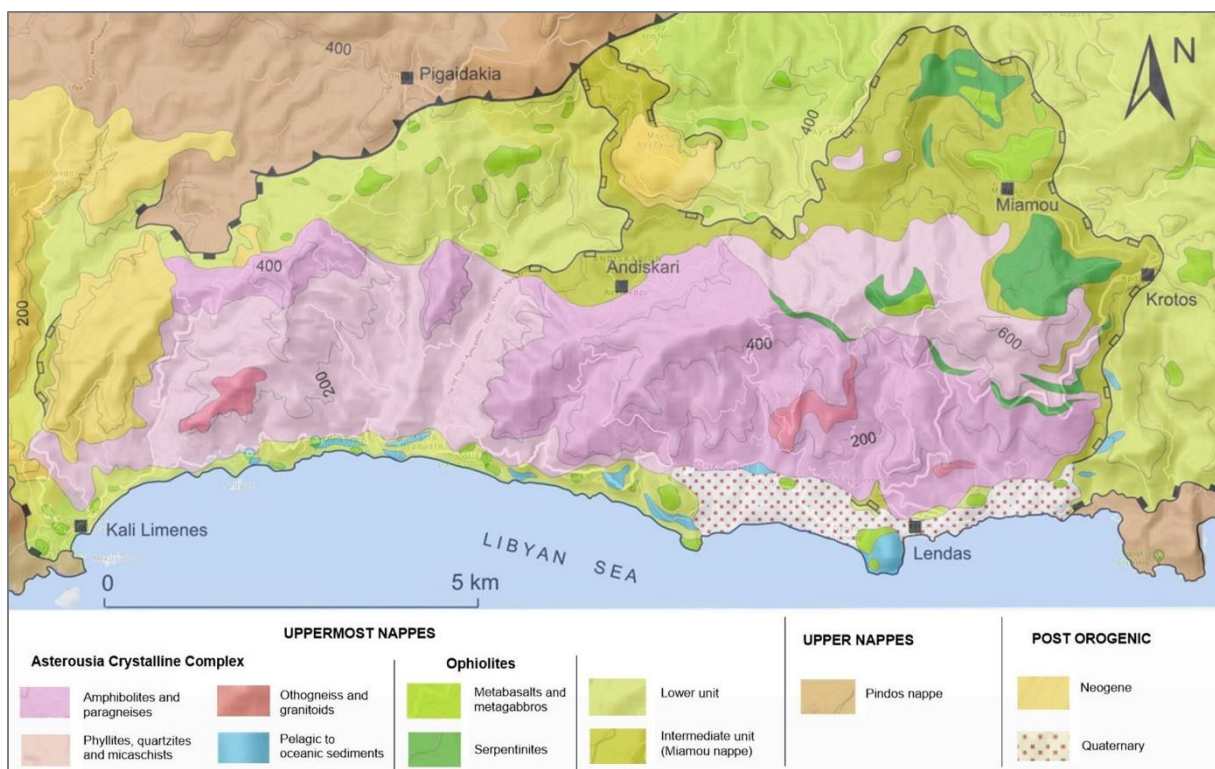 400
Pigaidakia
N
400
Miamou
400
Andiskari
Krotos
200
600
400
200
200
Kali Limenes
LIBYAN SEA
Lendas
0
5 km
UPPERMOST NAPPES
UPPER NAPPES
POST OROGENIC
Asterousia Crystalline Complex
Ophiolites
Amphibolites and
paragneises
Othogneiss and
granitoids
Metabasalts and
metagabbros
Lower unit
Pindos nappe
Neogene
Phyllites, quartzites
and micaschists
Pelagic to
oceanic sediments
Serpentinites
Intermediate unit
(Miamou nappe)
Quaternary